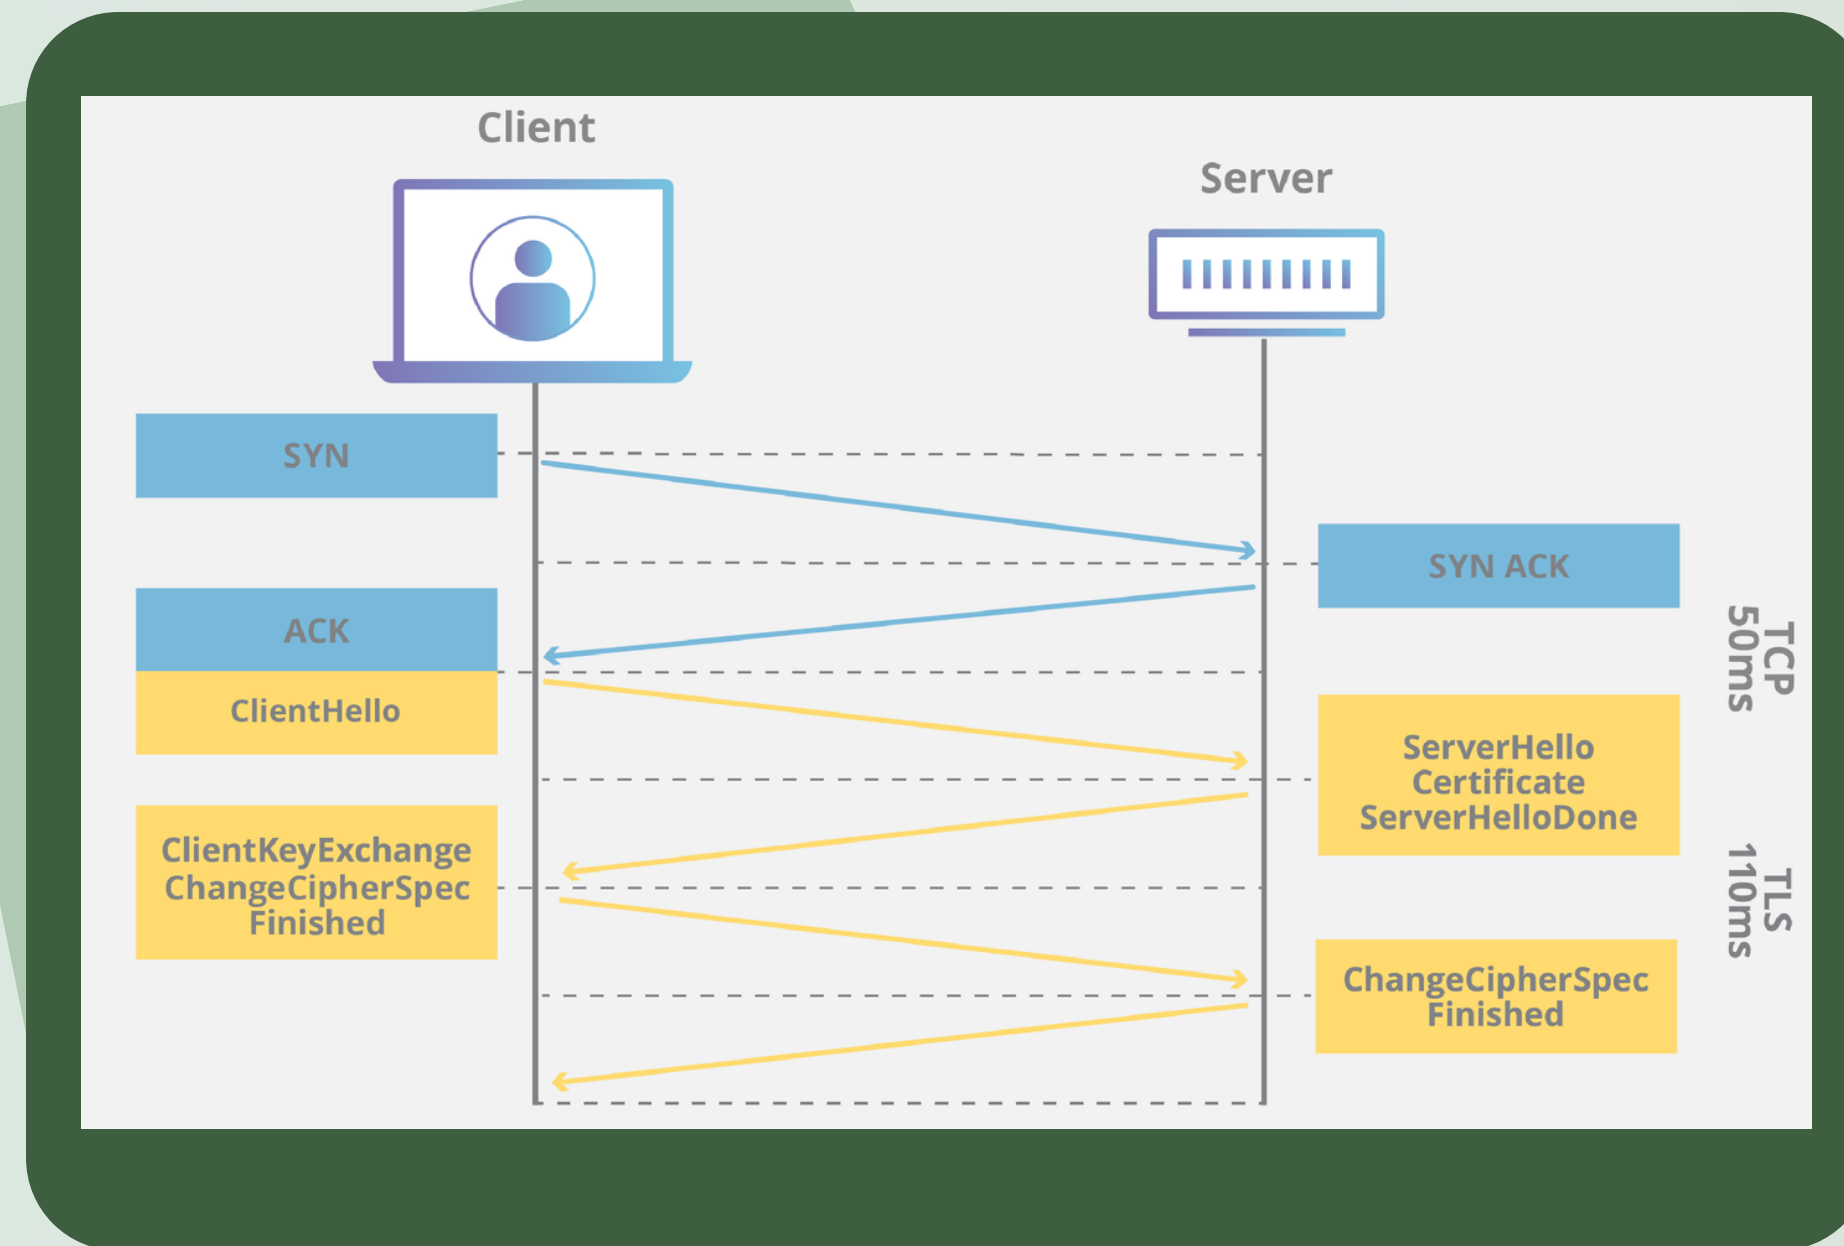 Client
Server
SYN
SYN ACK
ACK
ClientHello
TCP
50ms
ServerHello
Certificate
ServerHelloDone
ClientKeyExchange
ChangeCipherSpec
Finished
TLS
110ms
ChangeCipherSpec
Finished